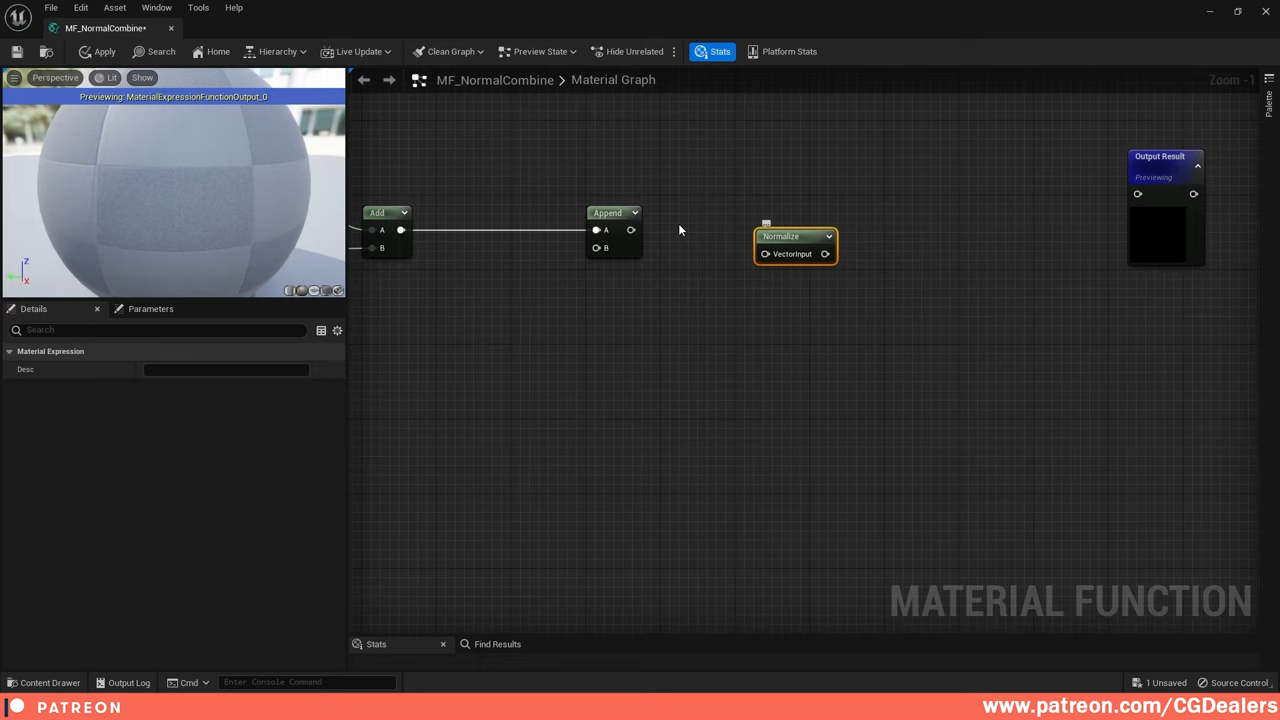 File Edit Asset Window Tools Help
MF_NormalCombine*
Apply Search Home Hierarchy Live Update Clean Graph Preview State Hide Unrelated Stats Platform Stats
Perspective Lit Show
MF_NormalCombine > Material Graph
Zoom -1
Palette
Previewing: MaterialExpressionFunctionOutput_0
Output Result
Previewing
Add
A
B
Append
A
B
Normalize
VectorInput
Z
X
Details
Parameters
Search
Material Expression
Desc
MATERIAL FUNCTION
Stats
Find Results
Content Drawer Output Log Cmd Enter Console Command 1 Unsaved Source Control
PATREON
www.patreon.com/CGDealers